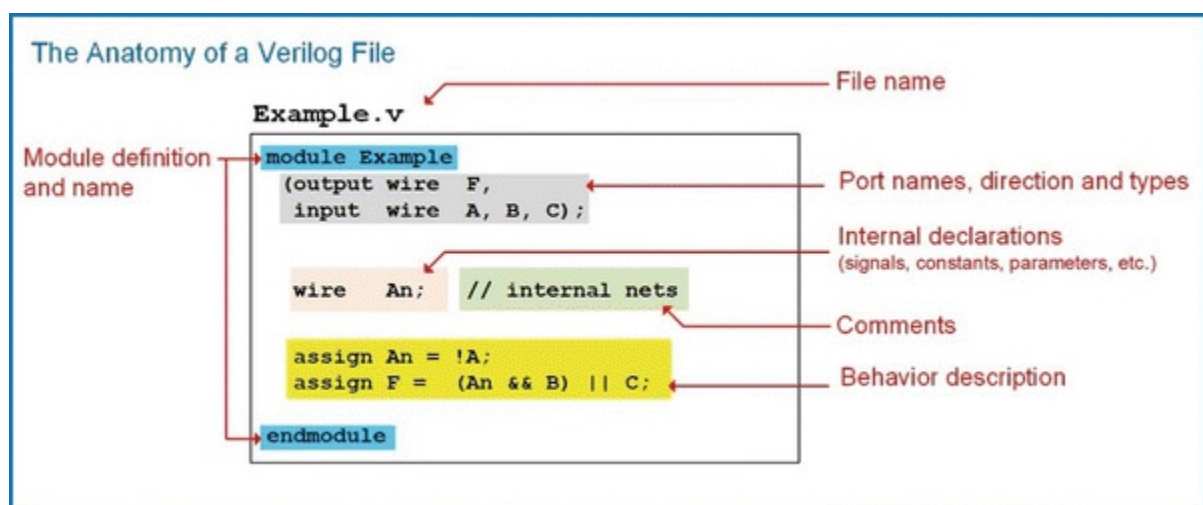 The Anatomy of a Verilog File
File name
Example.v
Module definition
and name
module Example
(output wire F,
input wire A, B, C);
Port names, direction and types
Internal declarations
(signals, constants, parameters, etc.)
wire An; // internal nets
Comments
assign An = !A;
assign F = (An && B) || C;
Behavior description
endmodule